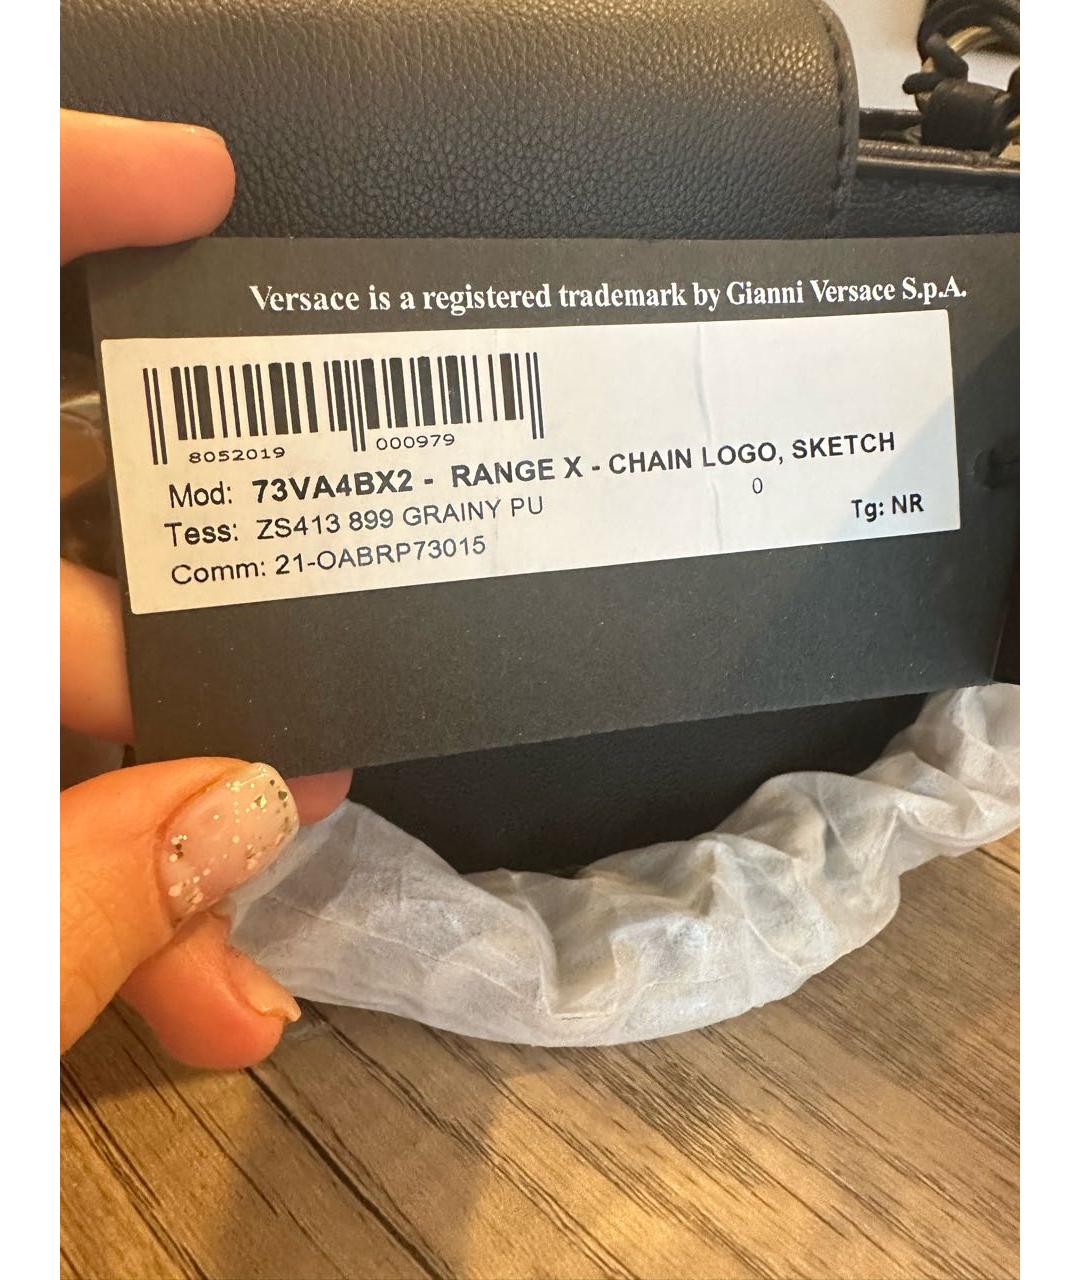 Versace is a registered trademark by Gianni Versace S.p.A.
8052019 000979
Mod: 73VA4BX2 - RANGE X - CHAIN LOGO, SKETCH
Tess: ZS413 899 GRAINY PU 0 Tg: NR
Comm: 21-OABRP73015